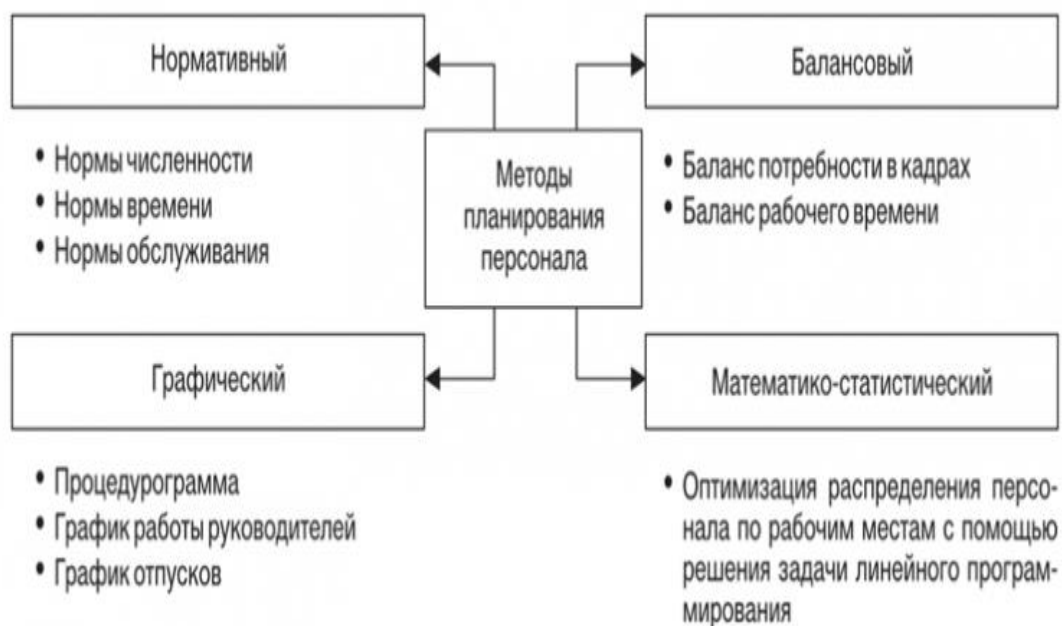 Нормативный
• Нормы численности
• Нормы времени
• Нормы обслуживания
Балансовый
• Баланс потребности в кадрах
• Баланс рабочего времени
Методы
планирования
персонала
Графический
• Процедурограмма
• График работы руководителей
• График отпусков
Математико-статистический
• Оптимизация распределения персо-
нала по рабочим местам с помощью
решения задачи линейного програм-
мирования